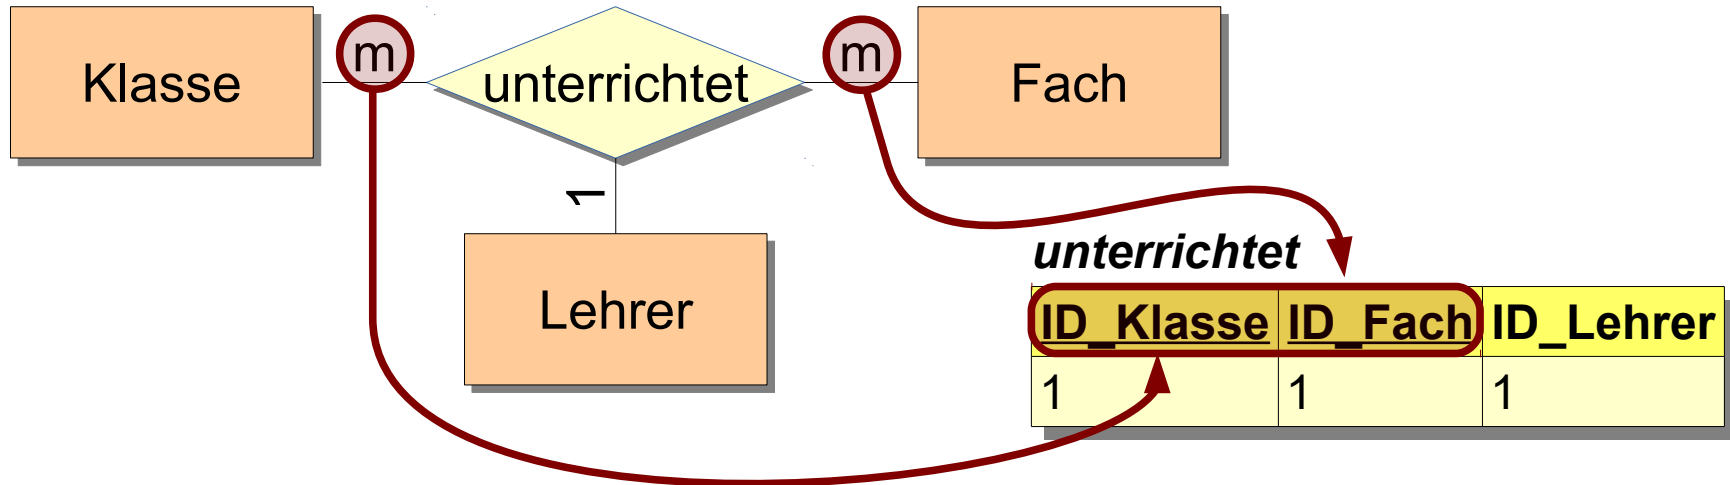 Klasse
m
unterrichtet
m
Fach
1
Lehrer
unterrichtet
ID_Klasse ID_Fach ID_Lehrer
1 1 1